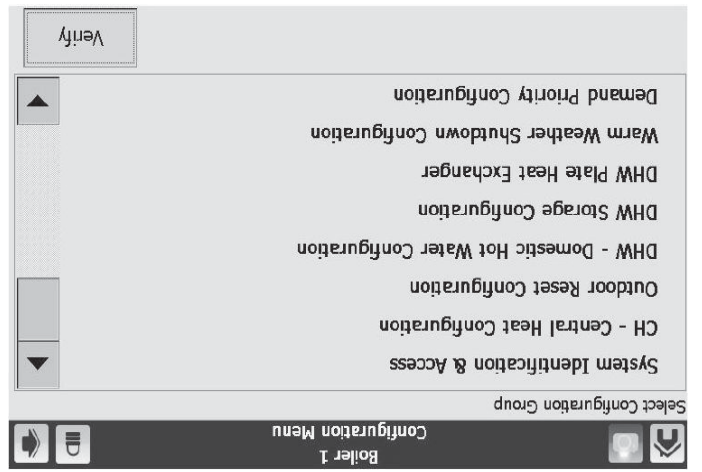 Boiler 1
Configuration Menu
Select Configuration Group
System Identification & Access
CH - Central Heat Configuration
Outdoor Reset Configuration
DHW - Domestic Hot Water Configuration
DHW Storage Configuration
DHW Plate Heat Exchanger
Warm Weather Shutdown Configuration
Demand Priority Configuration
Verify